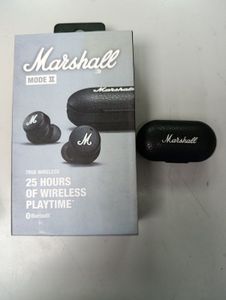 Marshall
MODE II
M
M
TRUE WIRELESS
25 HOURS
OF WIRELESS
PLAYTIME*
Bluetooth
Marshall